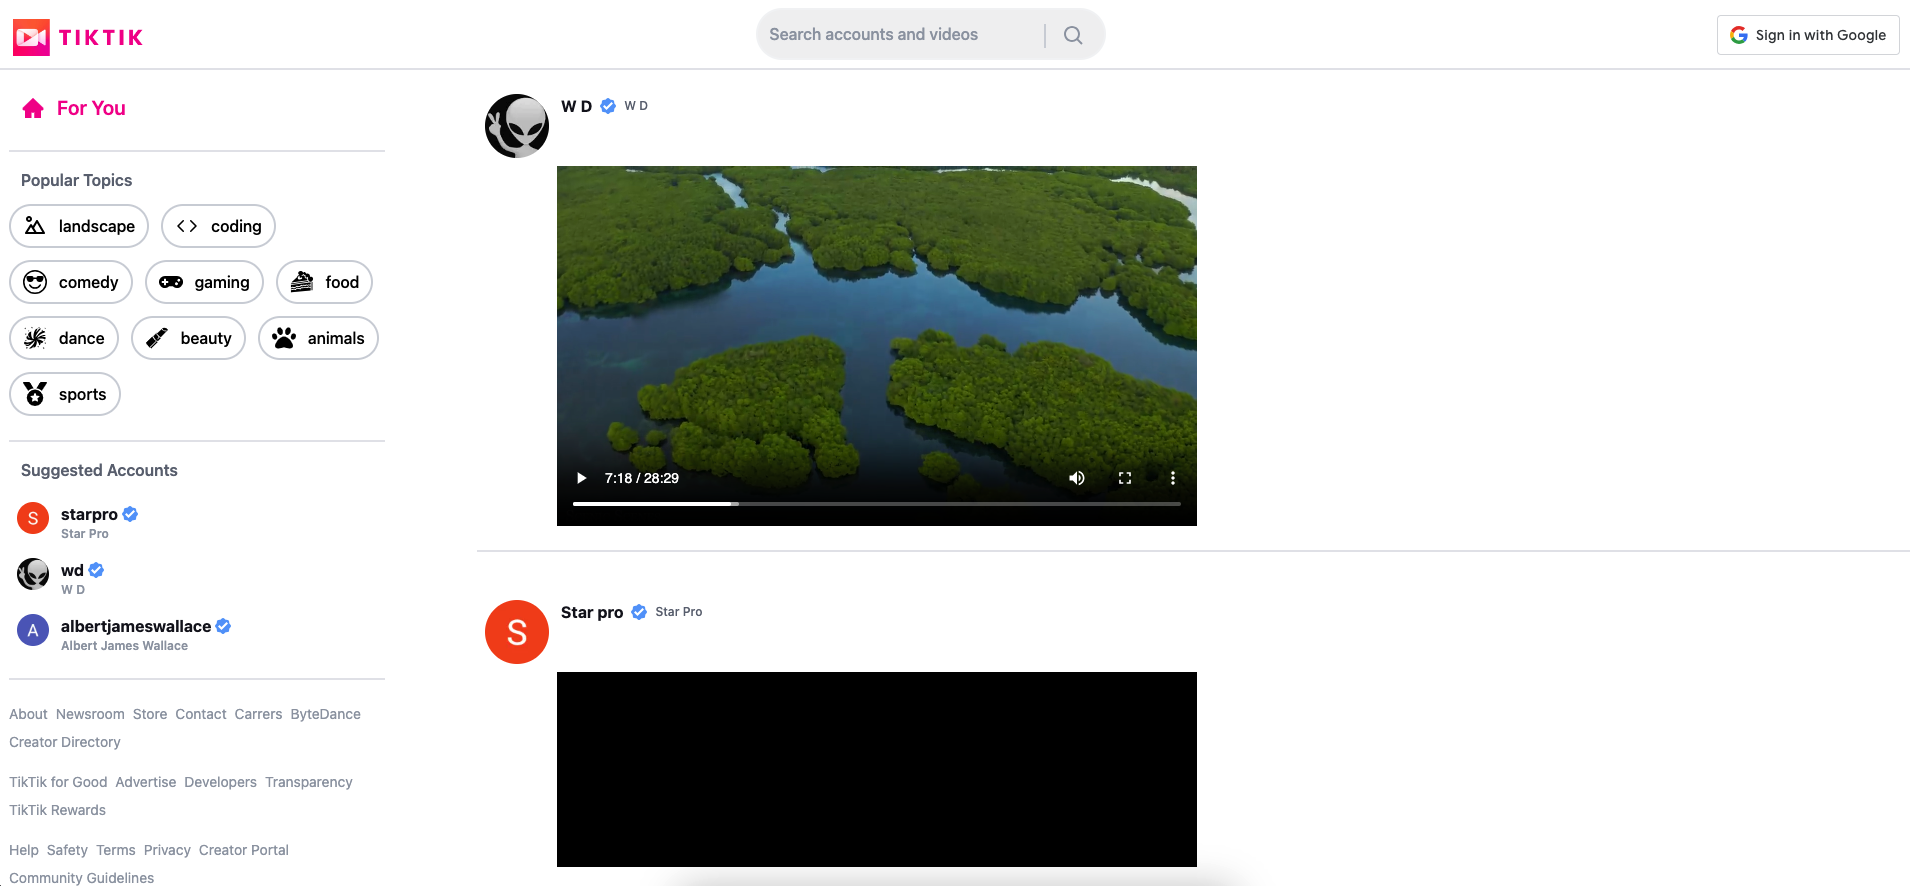 TIKTIK
Search accounts and videos
Sign in with Google
For You
Popular Topics
landscape
coding
comedy
gaming
food
dance
beauty
animals
sports
Suggested Accounts
S
starpro
Star Pro
wd
W D
A
albertjameswallace
Albert James Wallace
About Newsroom Store Contact Carrers ByteDance
Creator Directory
TikTik for Good Advertise Developers Transparency
TikTik Rewards
Help Safety Terms Privacy Creator Portal
Community Guidelines
W D W D
7:18 / 28:29
S
Star pro Star Pro